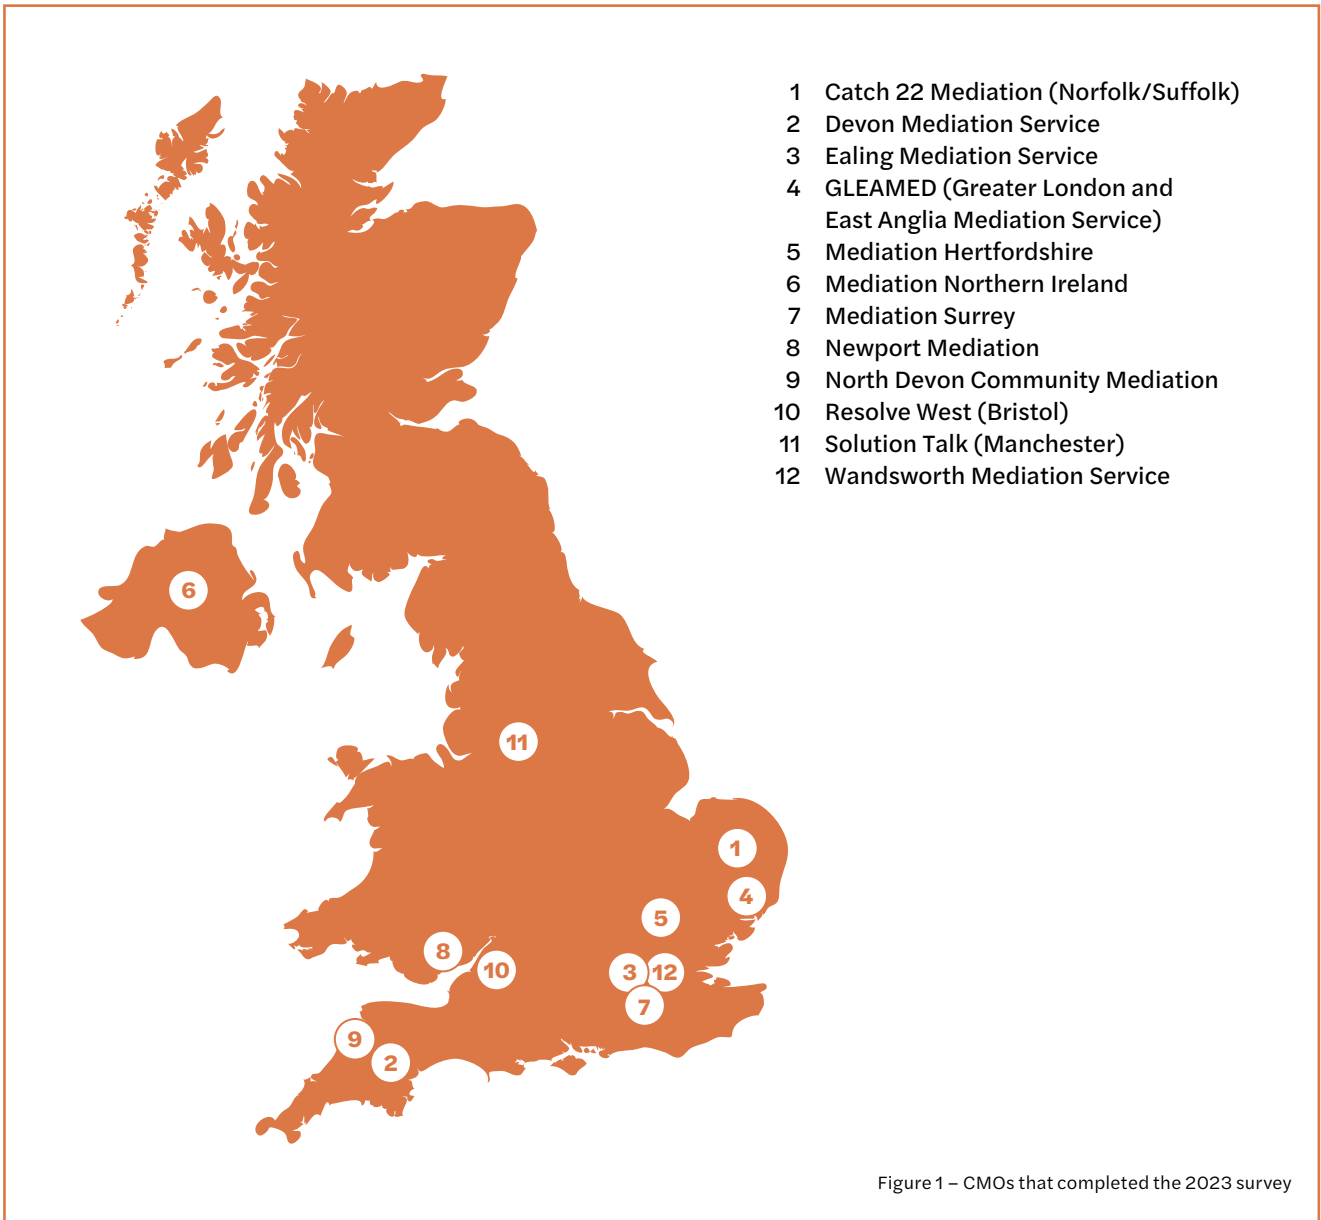 1 Catch 22 Mediation (Norfolk/Suffolk)
2 Devon Mediation Service
3 Ealing Mediation Service
4 GLEAMED (Greater London and
East Anglia Mediation Service)
5 Mediation Hertfordshire
6 Mediation Northern Ireland
7 Mediation Surrey
8 Newport Mediation
9 North Devon Community Mediation
10 Resolve West (Bristol)
11 Solution Talk (Manchester)
12 Wandsworth Mediation Service
6
11
1
4
5
8
10
3
12
7
9
2
Figure 1 – CMOs that completed the 2023 survey